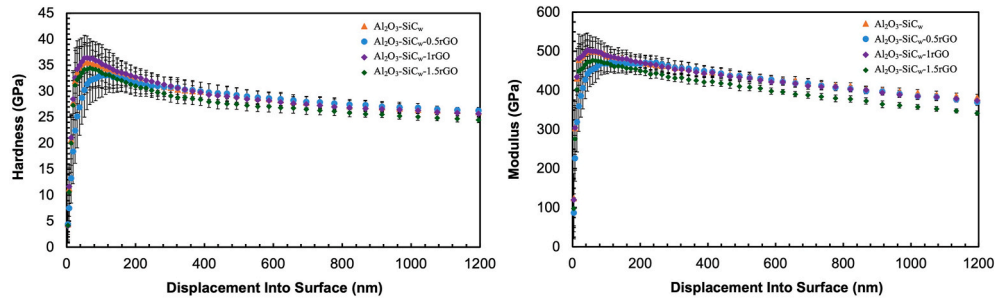 Hardness (GPa)
45
40
35
30
25
20
15
10
5
0
0 200 400 600 800 1000 1200
Displacement Into Surface (nm)
Al₂O₃-SiCw
Al₂O₃-SiCw-0.5rGO
Al₂O₃-SiCw-1rGO
Al₂O₃-SiCw-1.5rGO
Modulus (GPa)
600
500
400
300
200
100
0
0 200 400 600 800 1000 1200
Displacement Into Surface (nm)
Al₂O₃-SiCw
Al₂O₃-SiCw-0.5rGO
Al₂O₃-SiCw-1rGO
Al₂O₃-SiCw-1.5rGO